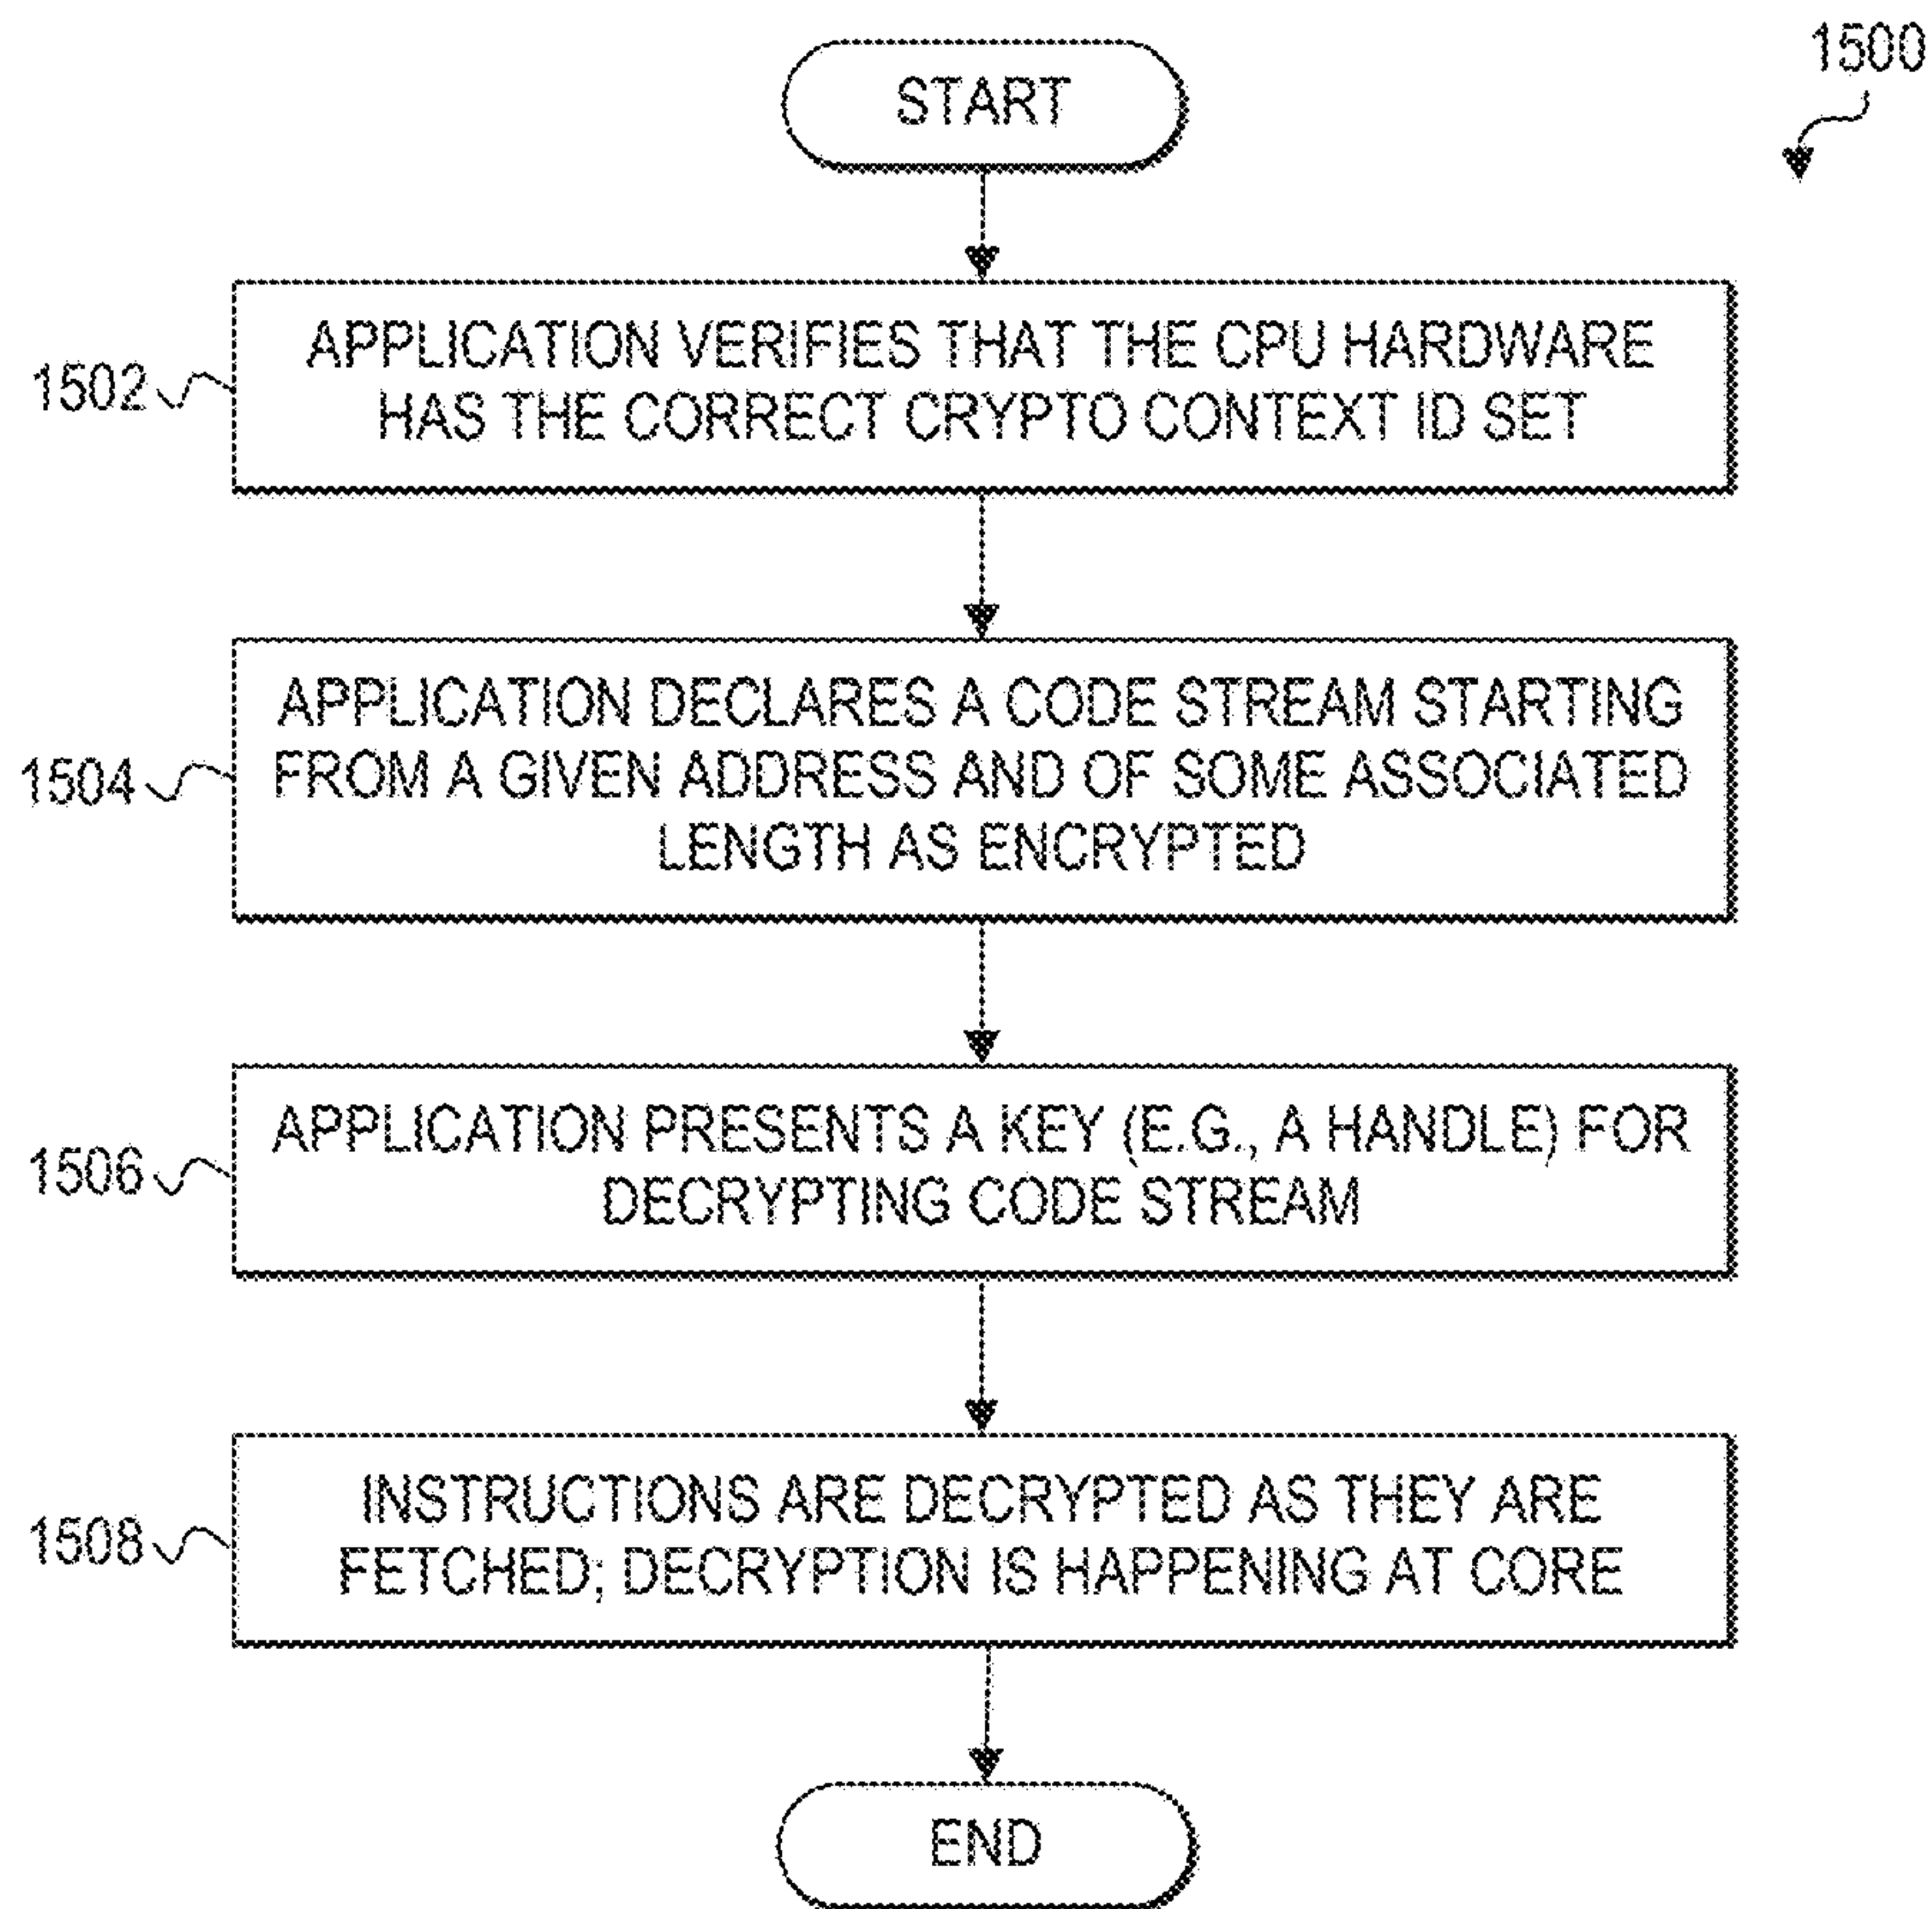 1500
START
1502
APPLICATION VERIFIES THAT THE CPU HARDWARE
HAS THE CORRECT CRYPTO CONTEXT ID SET
1504
APPLICATION DECLARES A CODE STREAM STARTING
FROM A GIVEN ADDRESS AND OF SOME ASSOCIATED
LENGTH AS ENCRYPTED
1506
APPLICATION PRESENTS A KEY (E.G., A HANDLE) FOR
DECRYPTING CODE STREAM
1508
INSTRUCTIONS ARE DECRYPTED AS THEY ARE
FETCHED; DECRYPTION IS HAPPENING AT CORE
END